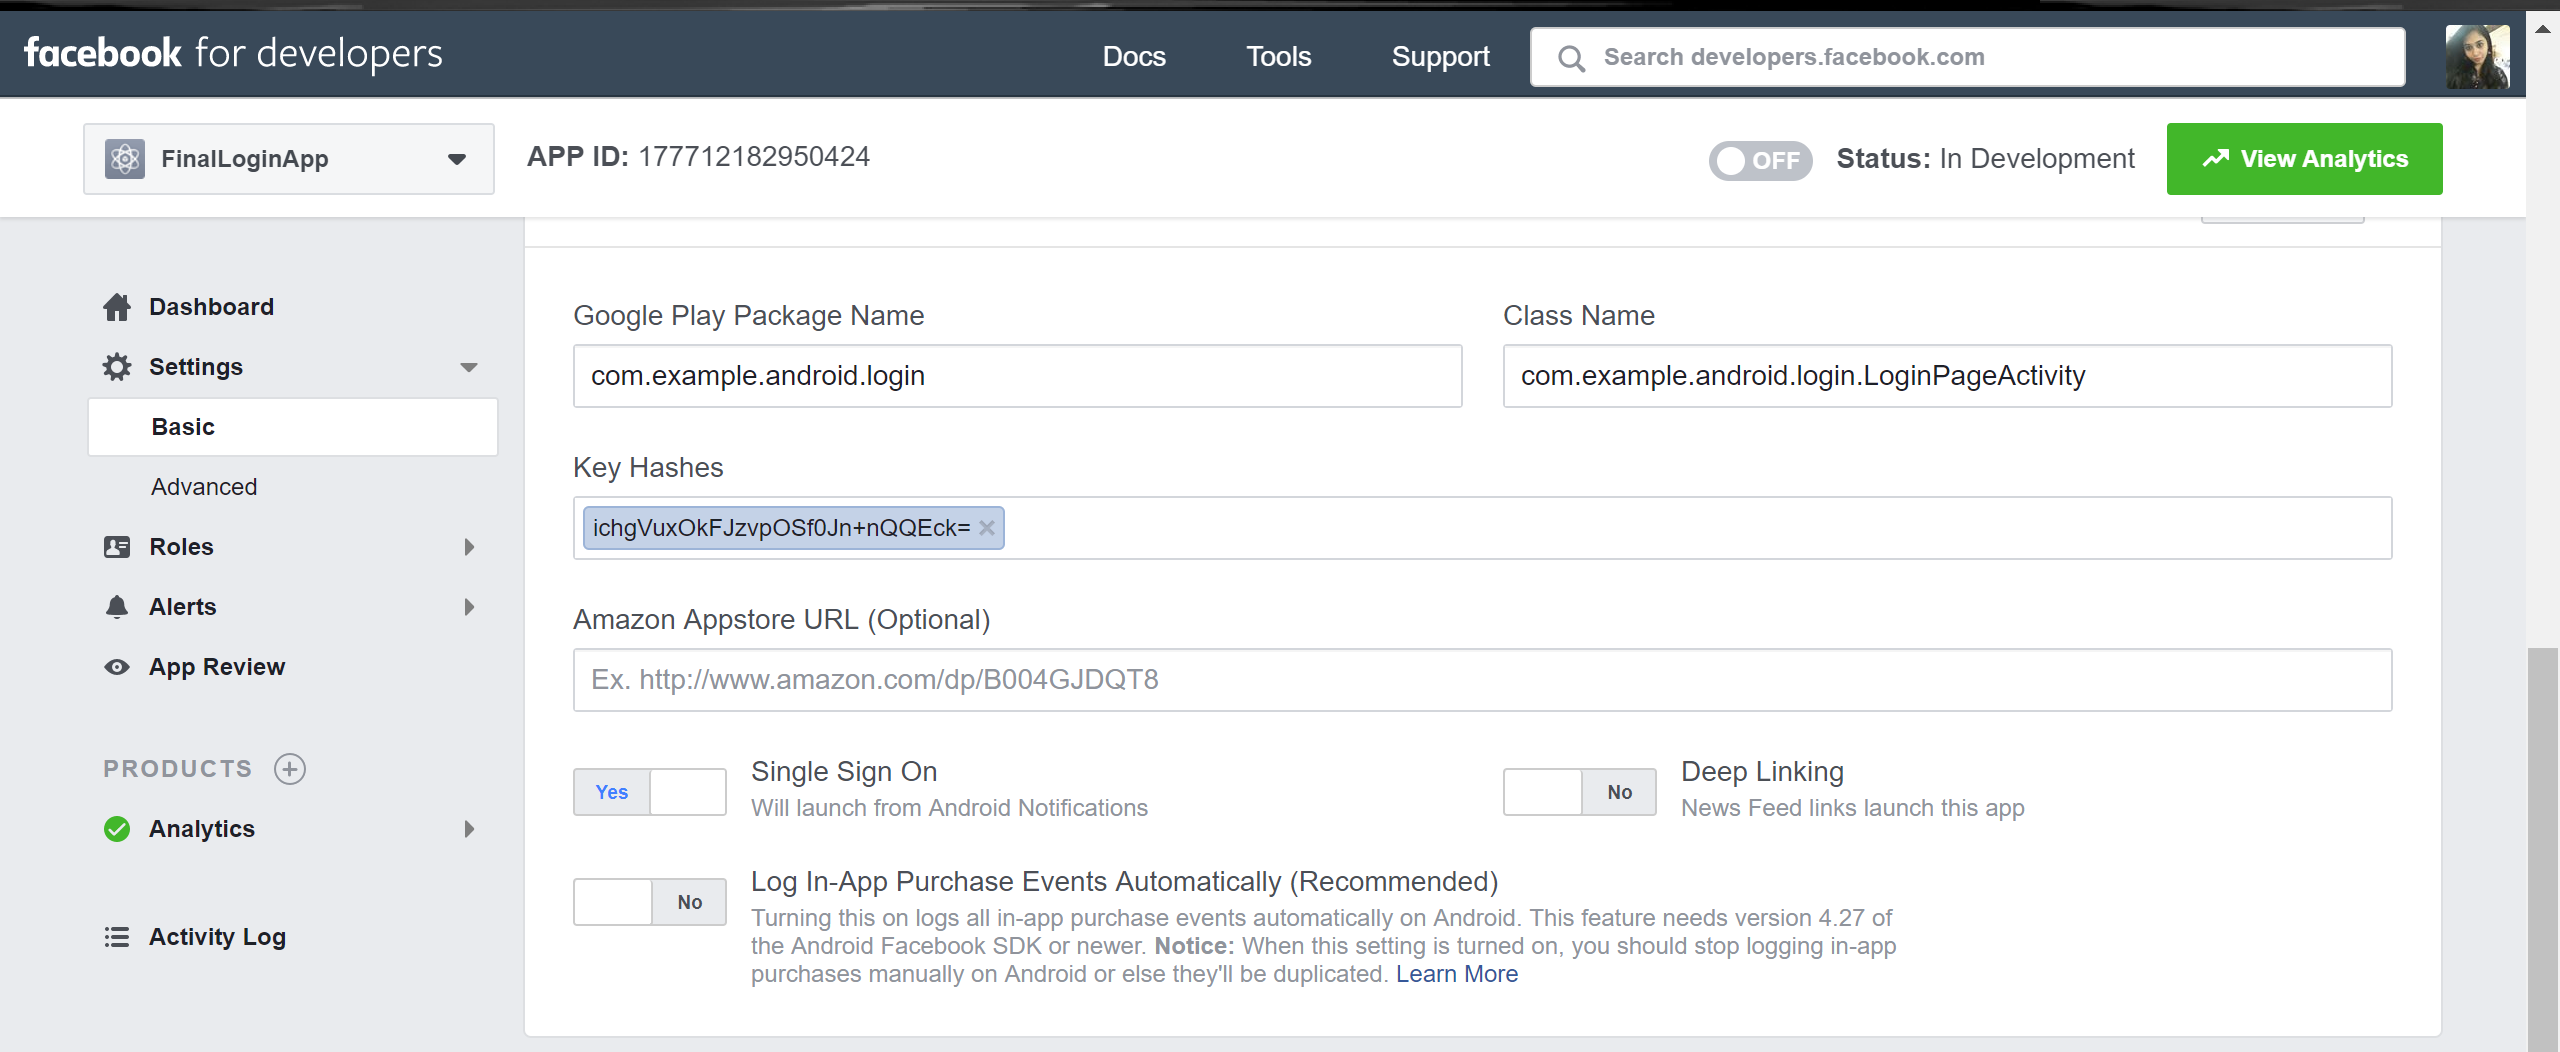 facebook for developers
Docs
Tools
Support
Search developers.facebook.com
FinalLoginApp
APP ID: 177712182950424
OFF
Status: In Development
View Analytics
Dashboard
Settings
Basic
Advanced
Roles
Alerts
App Review
PRODUCTS
Analytics
Activity Log
Google Play Package Name
com.example.android.login
Class Name
com.example.android.login.LoginPageActivity
Key Hashes
ichgVuxOkFJzvpOSf0Jn+nQQEck=
Amazon Appstore URL (Optional)
Ex. http://www.amazon.com/dp/B004GJDQT8
Yes
Single Sign On
Will launch from Android Notifications
No
Deep Linking
News Feed links launch this app
No
Log In-App Purchase Events Automatically (Recommended)
Turning this on logs all in-app purchase events automatically on Android. This feature needs version 4.27 of
the Android Facebook SDK or newer. Notice: When this setting is turned on, you should stop logging in-app
purchases manually on Android or else they'll be duplicated. Learn More